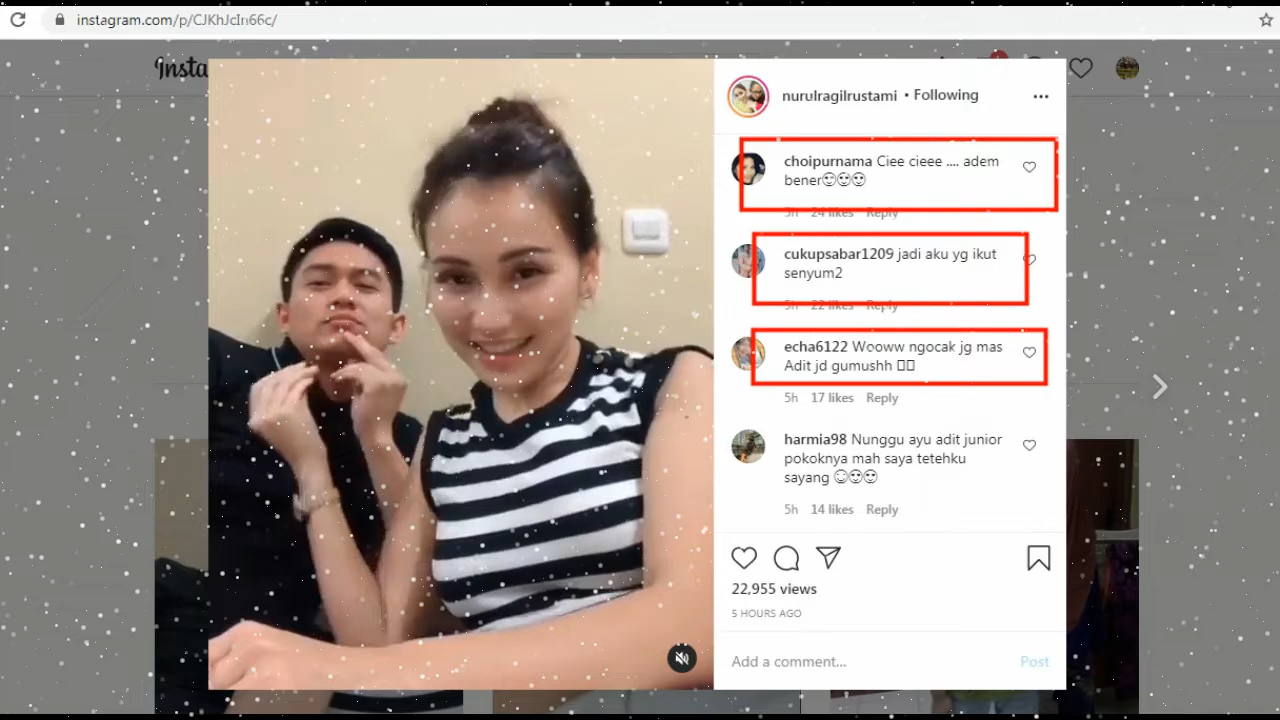 instagram.com/p/CJKhJcIn66c/
Insta
nurulragilrustami • Following
choipurnama Ciee cieee .... adem
bener😍😍😍
5h 24 likes Reply
cukupsabar1209 jadi aku yg ikut
senyum2
5h 22 likes Reply
echa6122 Wooww ngocak jg mas
Adit jd gumushh
5h 17 likes Reply
harmia98 Nunggu ayu adit junior
pokoknya mah saya tetehku
sayang ☺😍😍
5h 14 likes Reply
22,955 views
5 HOURS AGO
Add a comment...
Post